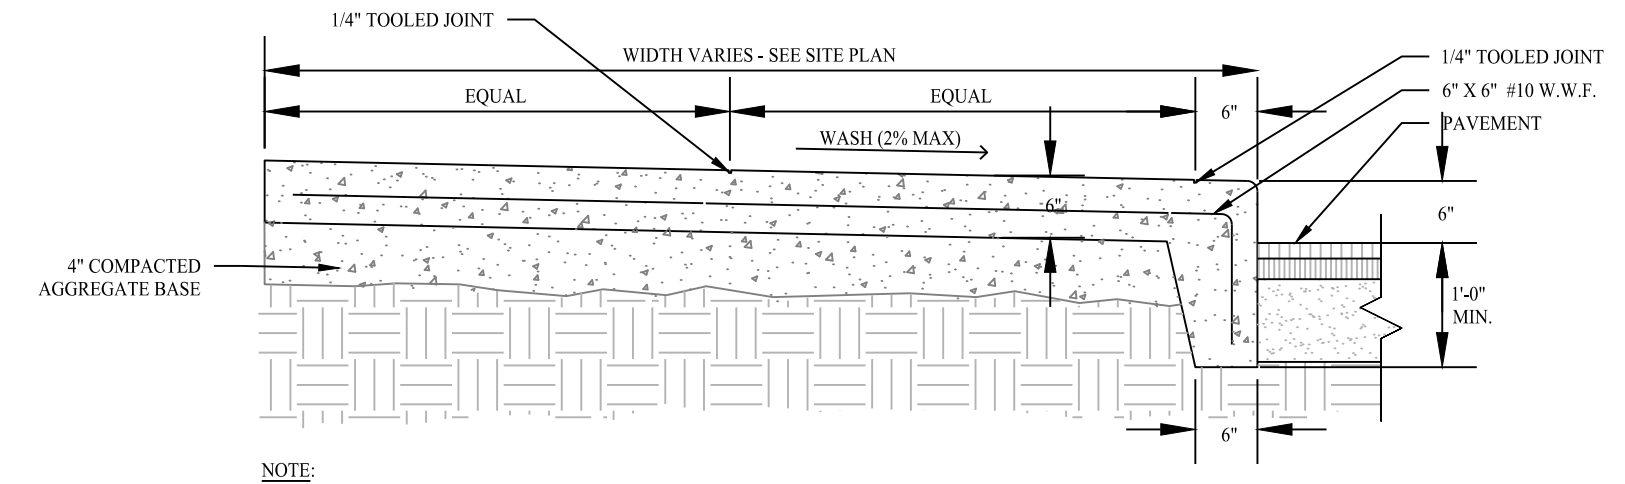 1/4" TOOLED JOINT
WIDTH VARIES - SEE SITE PLAN
1/4" TOOLED JOINT
EQUAL
EQUAL
6"
6" X 6" #10 W.W.F.
WASH (2% MAX)
PAVEMENT
6"
6"
4" COMPACTED
AGGREGATE BASE
1'-0"
MIN.
6"
NOTE: